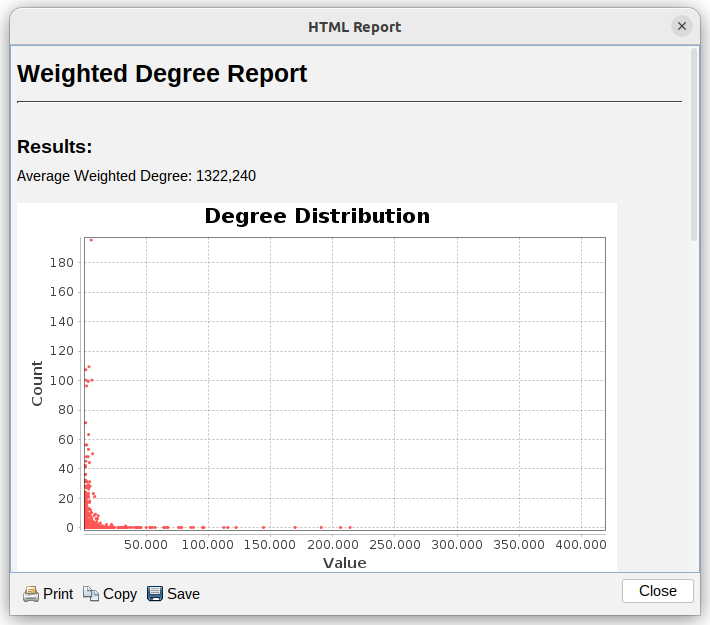 HTML Report
Weighted Degree Report
Results:
Average Weighted Degree: 1322,240
Degree Distribution
180
160
140
120
100
80
60
40
20
0
Count
50.000 100.000 150.000 200.000 250.000 300.000 350.000 400.000
Value
Print Copy Save Close